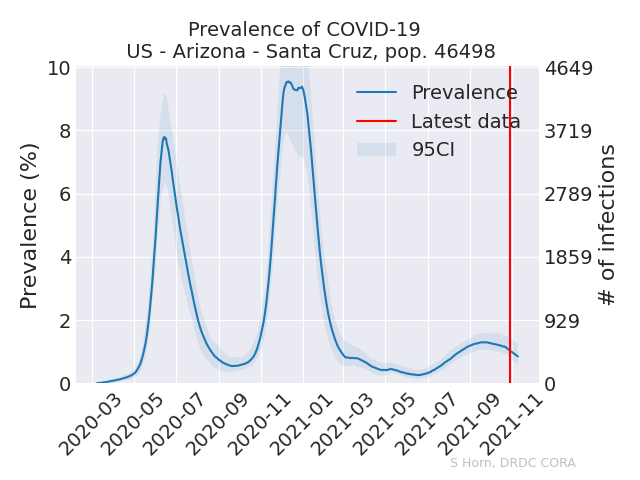 Prevalence of COVID-19
US - Arizona - Santa Cruz, pop. 46498
Prevalence (%)
10
8
6
4
2
0
4649
3719
2789
1859
929
0
# of infections
Prevalence
Latest data
95CI
2020-03
2020-05
2020-07
2020-09
2020-11
2021-01
2021-03
2021-05
2021-07
2021-09
2021-11
S Horn, DRDC CORA